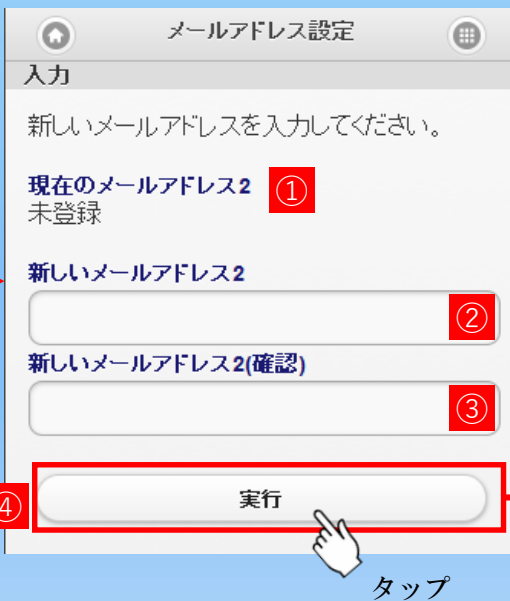 メールアドレス設定
入力
新しいメールアドレスを入力してください。
現在のメールアドレス2 ①
未登録
新しいメールアドレス2
②
新しいメールアドレス2(確認)
③
④ 実行
タップ